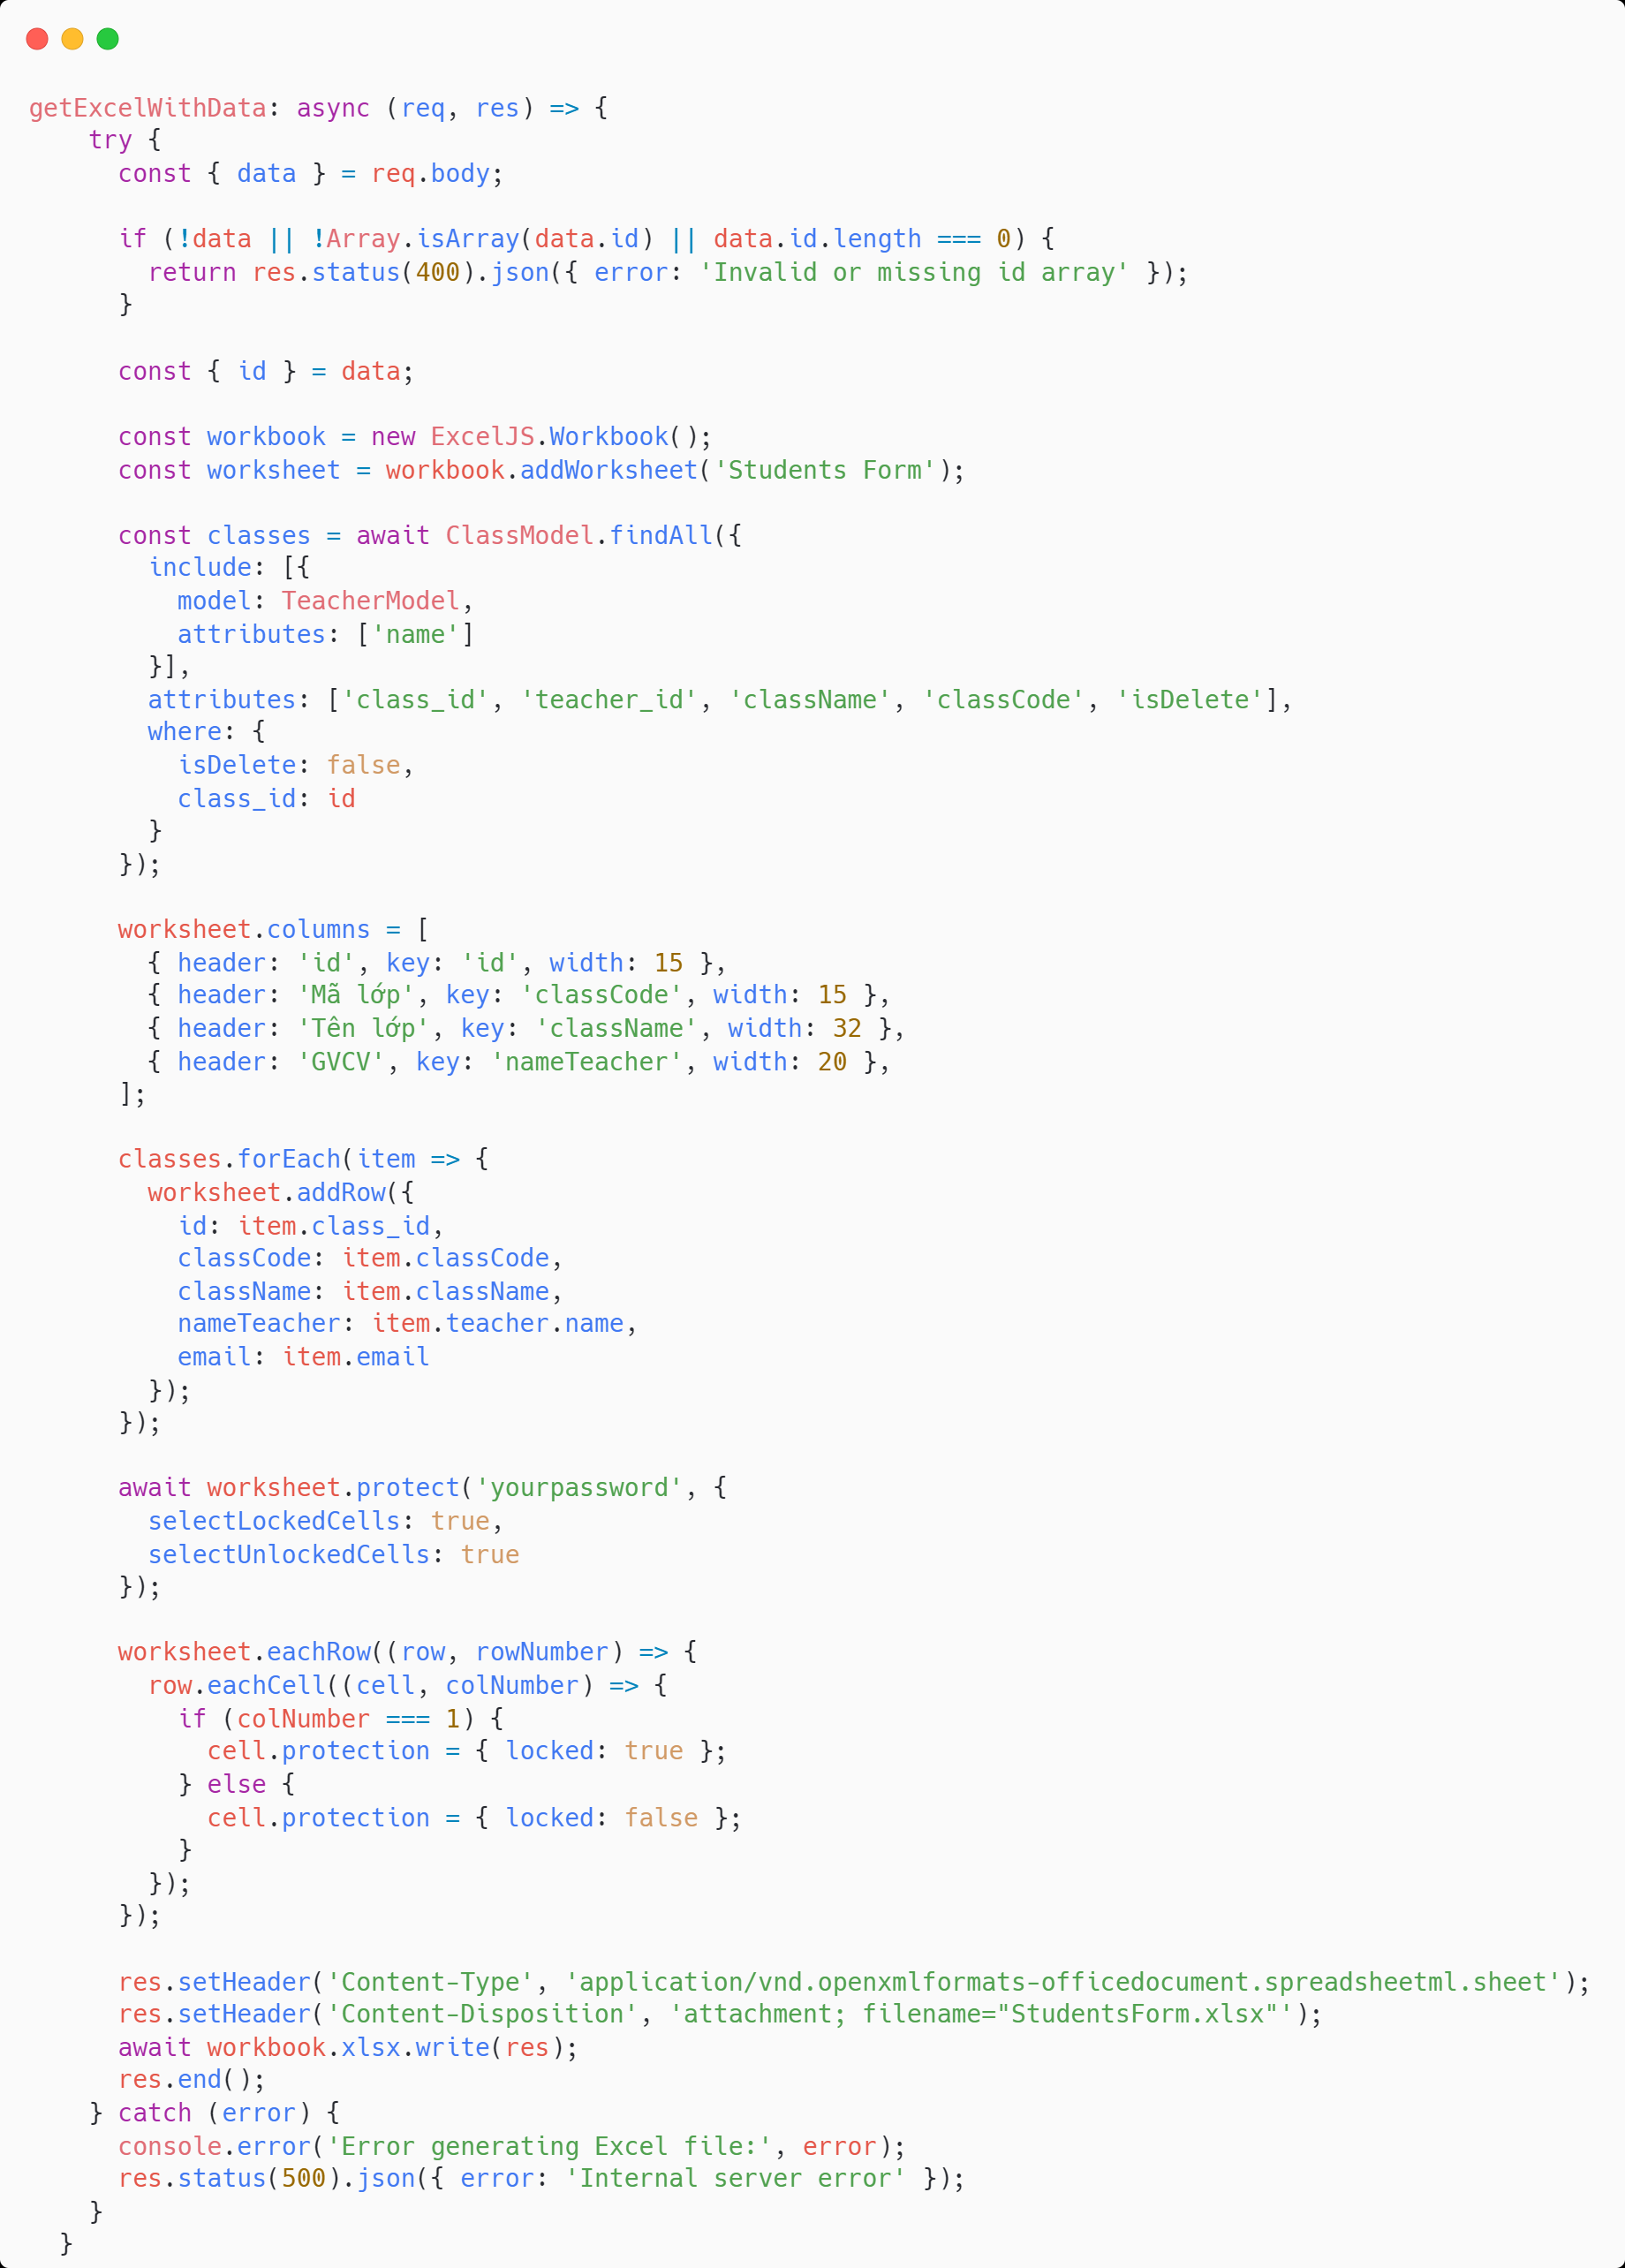 getExcelWithData: async (req, res) => {
    try {
      const { data } = req.body;

      if (!data || !Array.isArray(data.id) || data.id.length === 0) {
        return res.status(400).json({ error: 'Invalid or missing id array' });
      }

      const { id } = data;

      const workbook = new ExcelJS.Workbook();
      const worksheet = workbook.addWorksheet('Students Form');

      const classes = await ClassModel.findAll({
        include: [{
          model: TeacherModel,
          attributes: ['name']
        }],
        attributes: ['class_id', 'teacher_id', 'className', 'classCode', 'isDelete'],
        where: {
          isDelete: false,
          class_id: id
        }
      });

      worksheet.columns = [
        { header: 'id', key: 'id', width: 15 },
        { header: 'Mã lớp', key: 'classCode', width: 15 },
        { header: 'Tên lớp', key: 'className', width: 32 },
        { header: 'GVCV', key: 'nameTeacher', width: 20 },
      ];

      classes.forEach(item => {
        worksheet.addRow({
          id: item.class_id,
          classCode: item.classCode,
          className: item.className,
          nameTeacher: item.teacher.name,
          email: item.email
        });
      });

      await worksheet.protect('yourpassword', {
        selectLockedCells: true,
        selectUnlockedCells: true
      });

      worksheet.eachRow((row, rowNumber) => {
        row.eachCell((cell, colNumber) => {
          if (colNumber === 1) {
            cell.protection = { locked: true };
          } else {
            cell.protection = { locked: false };
          }
        });
      });

      res.setHeader('Content-Type', 'application/vnd.openxmlformats-officedocument.spreadsheetml.sheet');
      res.setHeader('Content-Disposition', 'attachment; filename="StudentsForm.xlsx"');
      await workbook.xlsx.write(res);
      res.end();
    } catch (error) {
      console.error('Error generating Excel file:', error);
      res.status(500).json({ error: 'Internal server error' });
    }
  }